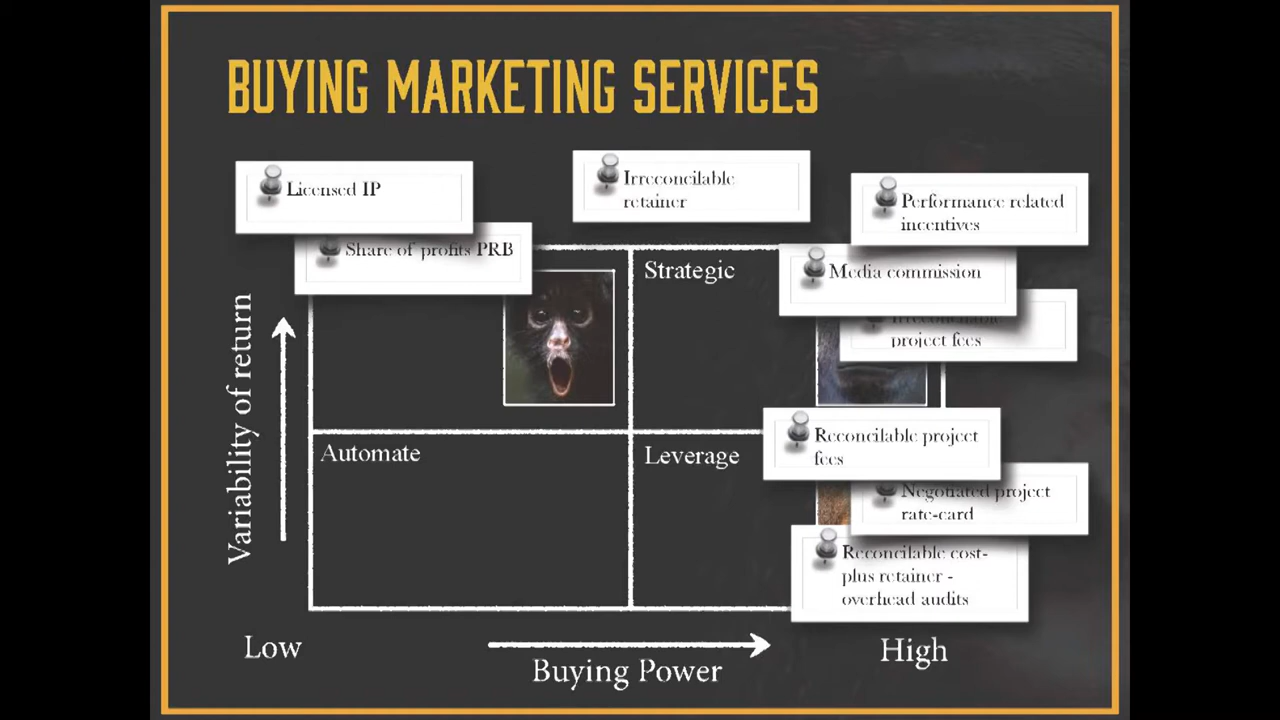 BUYING MARKETING SERVICES
Licensed IP
Irreconcilable
retainer
Performance related
incentives
Share of profits PRB
Strategic
Media commission
Irreconcilable
project fees
Variability of return
Automate
Leverage
Reconcilable project
fees
Negotiated project
rate-card
Reconcilable cost-
plus retainer -
overhead audits
Low
Buying Power
High